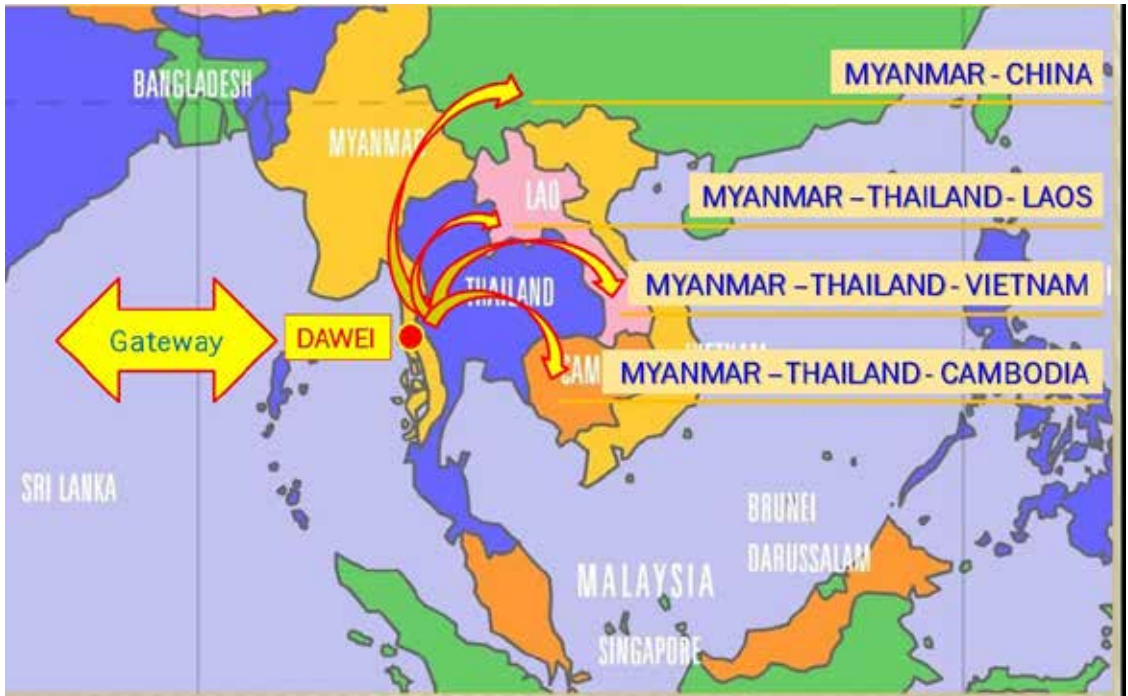 MYANMAR - CHINA
BANGLADESH
MYANMAR
MYANMAR – THAILAND - LAOS
LAO
MYANMAR – THAILAND - VIETNAM
THAILAND
Gateway
DAWEI
MYANMAR – THAILAND - CAMBODIA
CAM
SRI LANKA
BRUNEI
DARUSSALAM
MALAYSIA
SINGAPORE